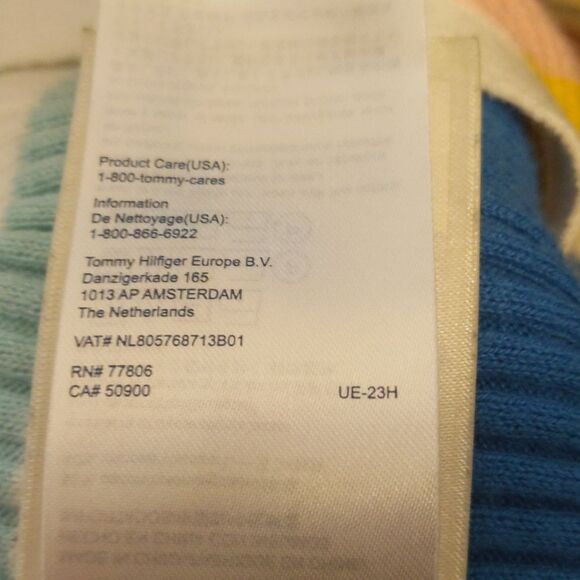 Product Care(USA):
1-800-tommy-cares
Information
De Nettoyage(USA):
1-800-866-6922
Tommy Hilfiger Europe B.V.
Danzigerkade 165
1013 AP AMSTERDAM
The Netherlands
VAT# NL805768713B01
RN# 77806
CA# 50900 UE-23H